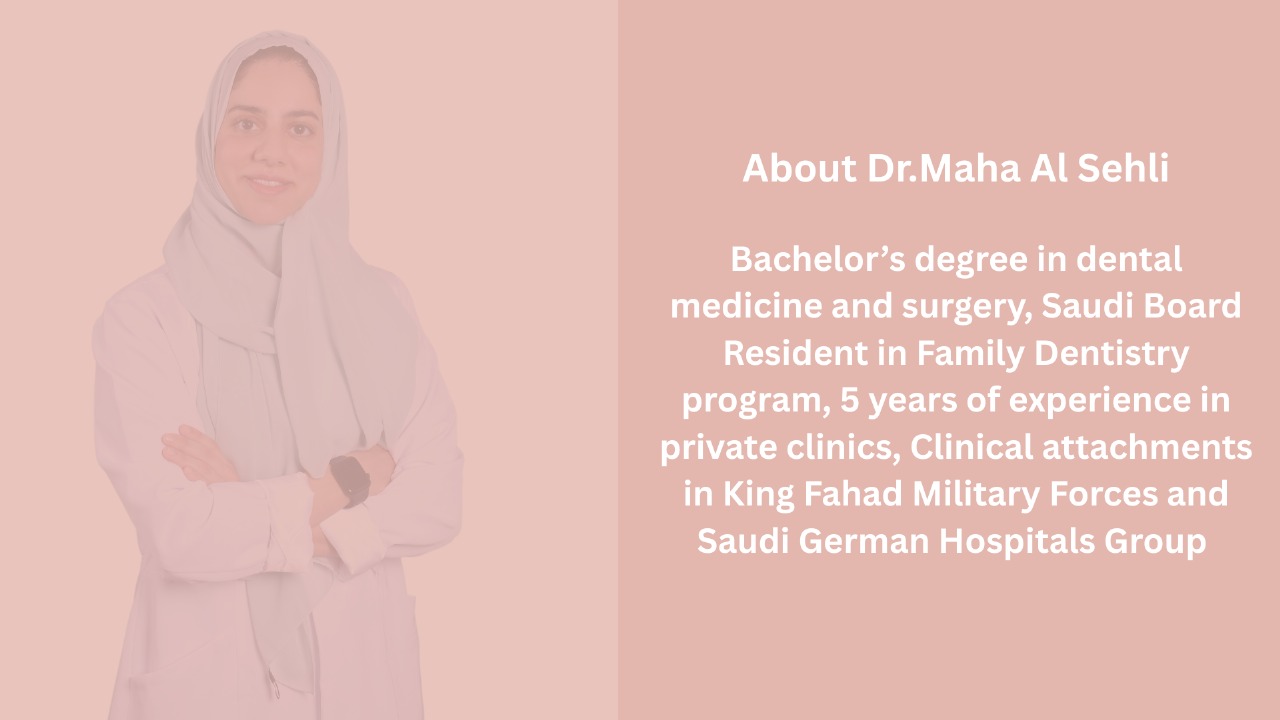 About Dr.Maha Al Sehli
Bachelor’s degree in dental
medicine and surgery, Saudi Board
Resident in Family Dentistry
program, 5 years of experience in
private clinics, Clinical attachments
in King Fahad Military Forces and
Saudi German Hospitals Group